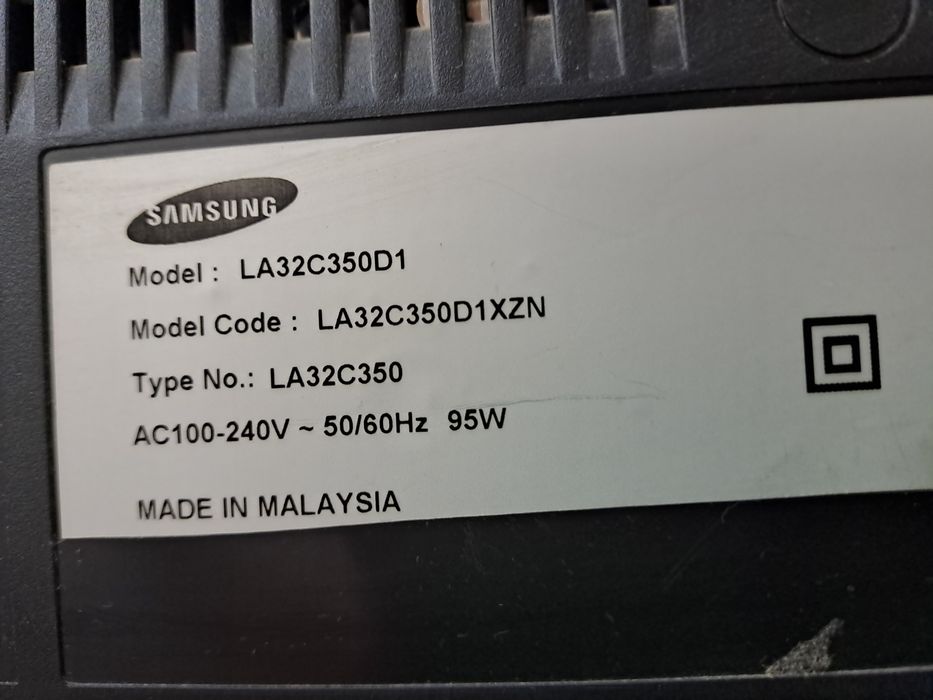 SAMSUNG
Model : LA32C350D1
Model Code : LA32C350D1XZN
Type No.: LA32C350
AC100-240V ~ 50/60Hz 95W
MADE IN MALAYSIA